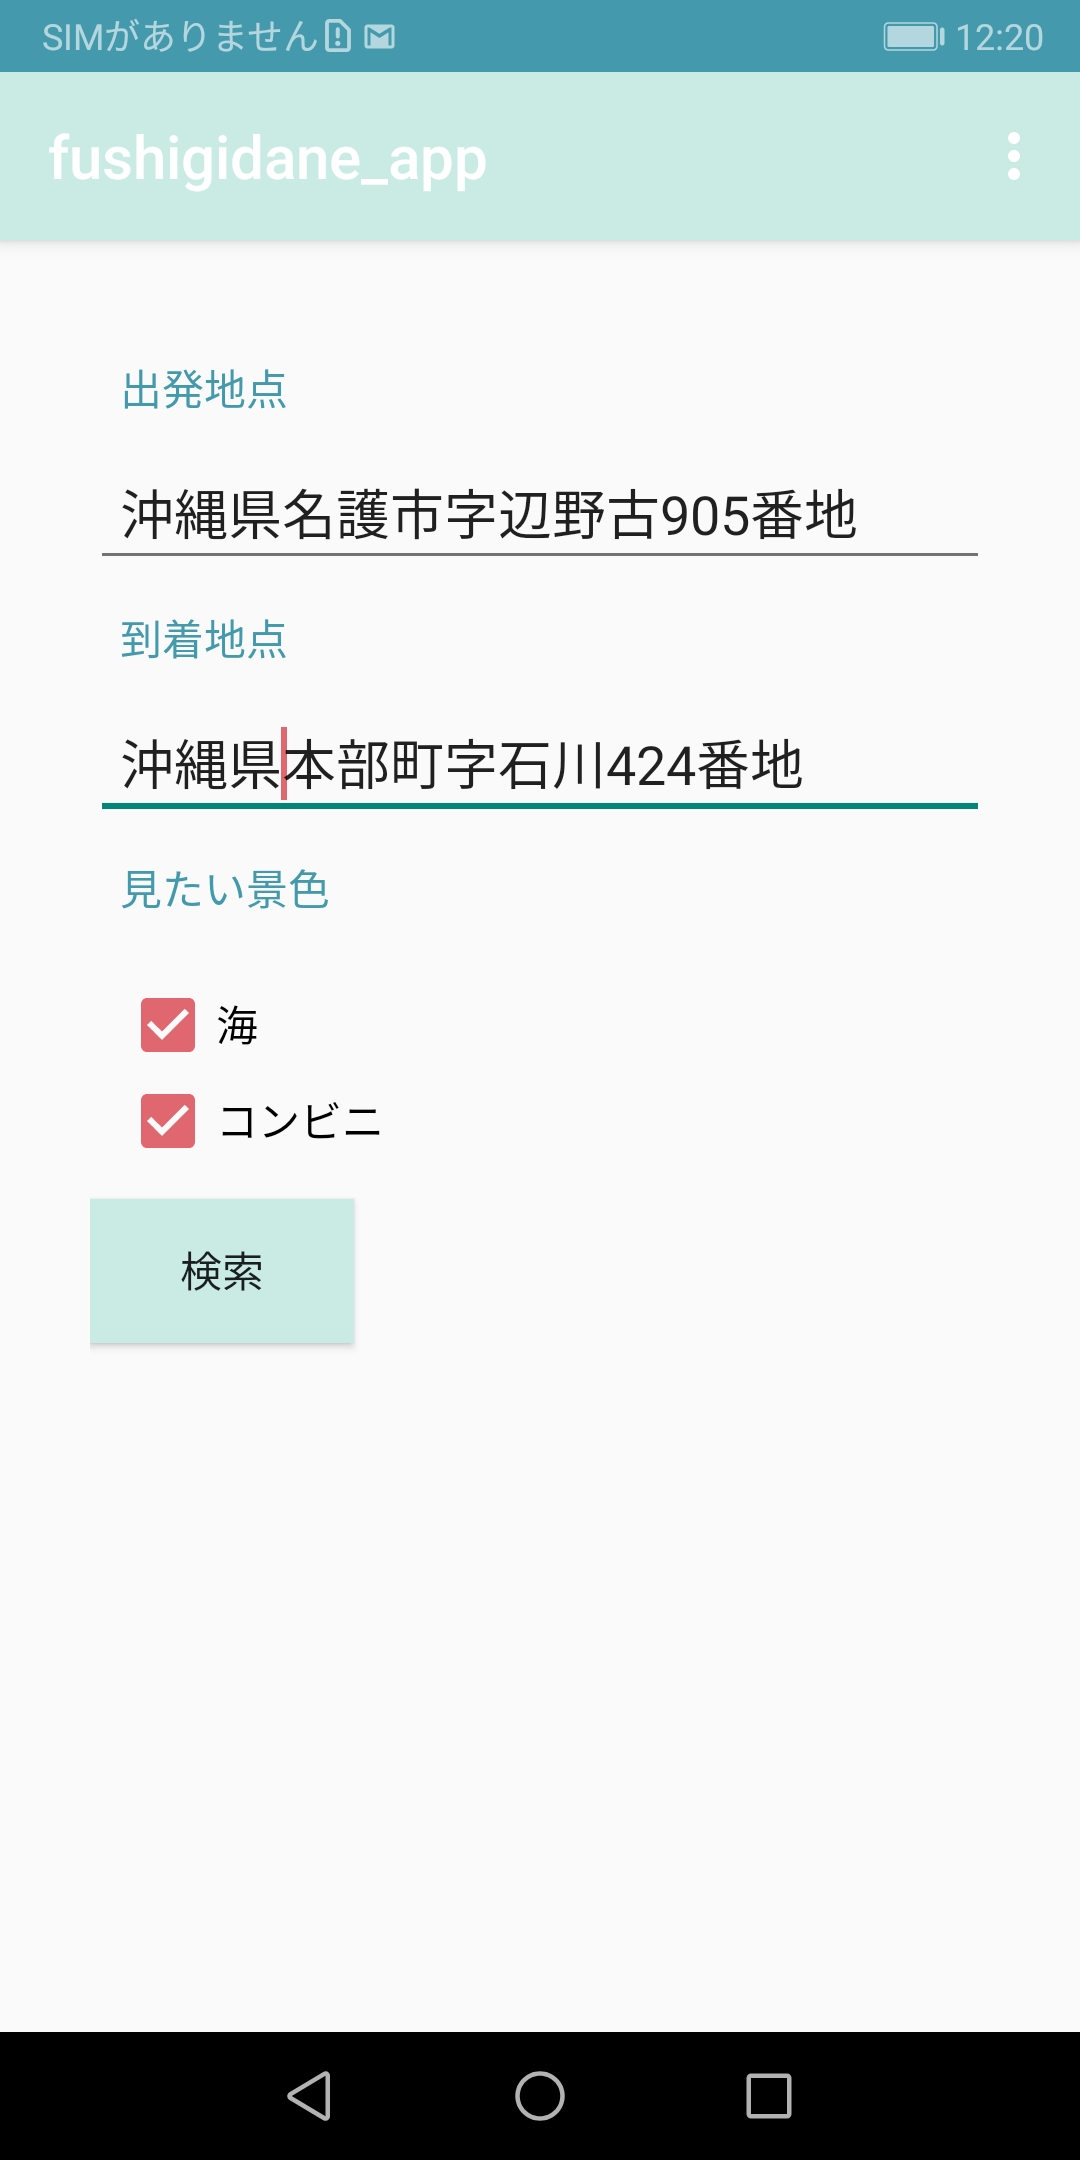 SIMがありません 12:20
fushigidane_app
出発地点
沖縄県名護市字辺野古905番地
到着地点
沖縄県本部町字石川424番地
見たい景色
海
コンビニ
検索